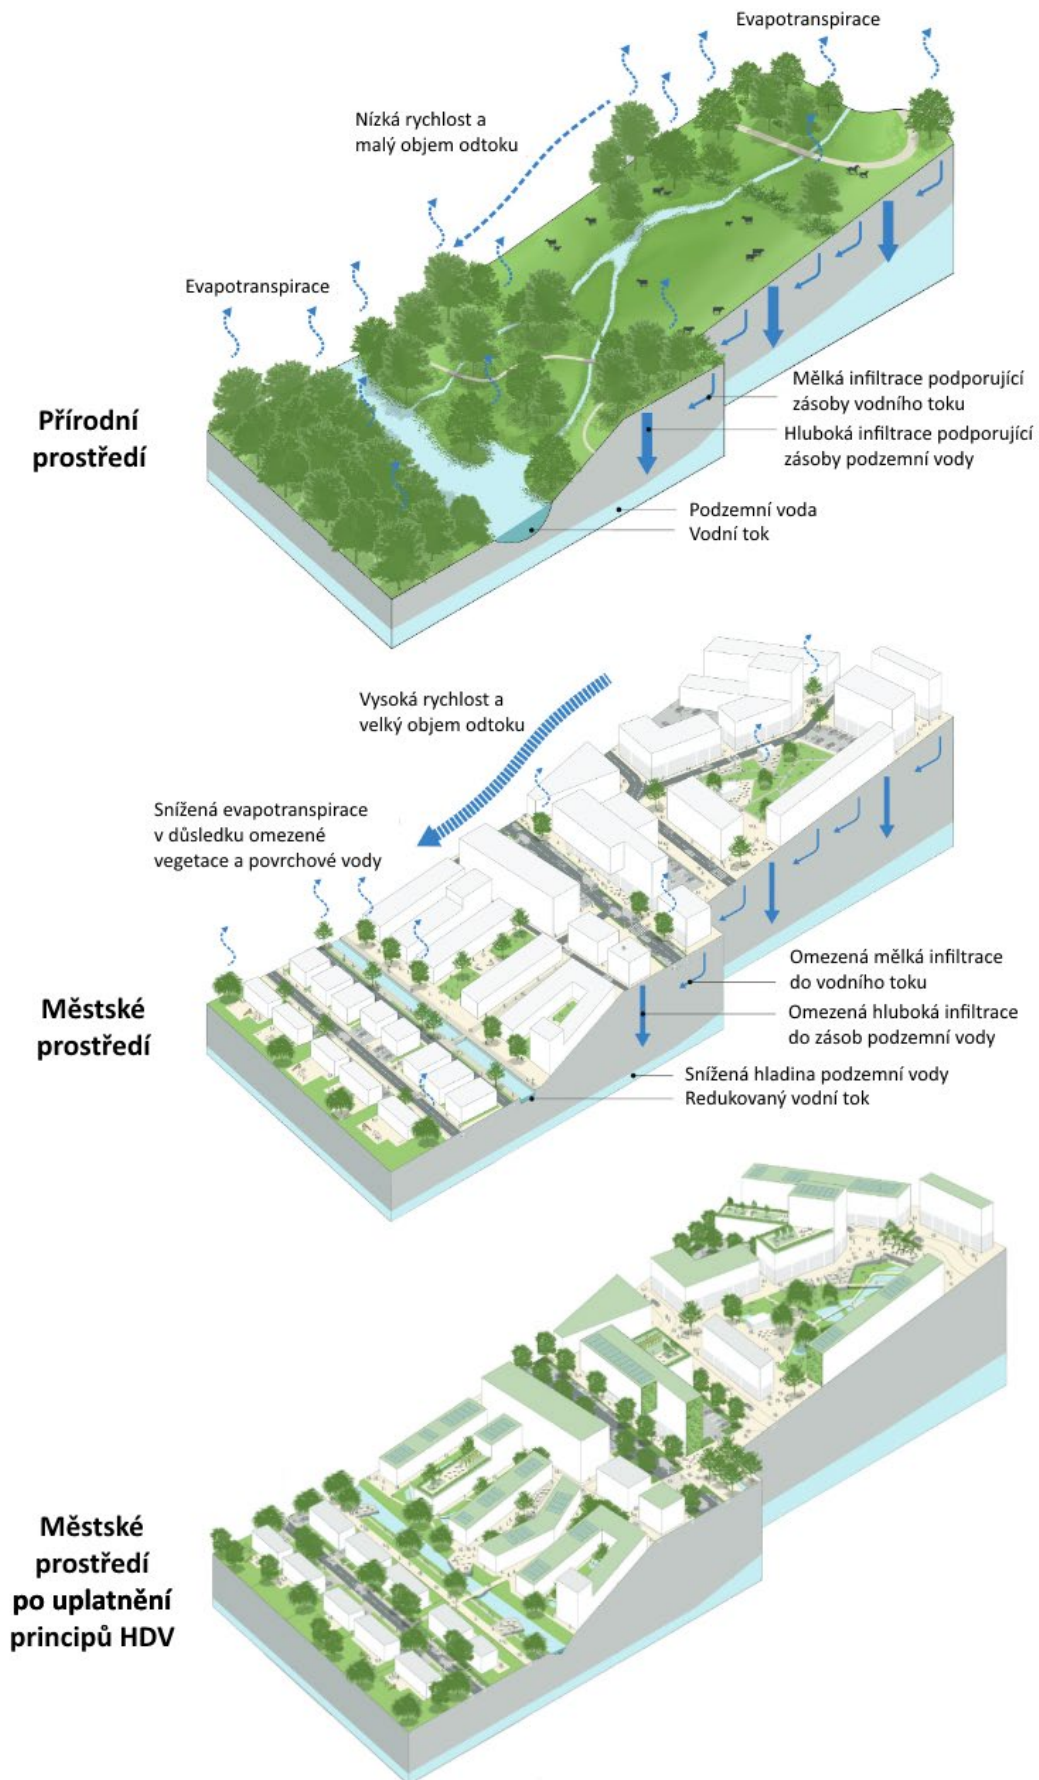 Evapotranspirace
Nízká rychlost a
malý objem odtoku
Evapotranspirace
Přírodní
prostředí
Mělká infiltrace podporující
zásoby vodního toku
Hluboká infiltrace podporující
zásoby podzemní vody
Podzemní voda
Vodní tok
Vysoká rychlost a
velký objem odtoku
Snížená evapotranspirace
v důsledku omezené
vegetace a povrchové vody
Městské
prostředí
Omezená mělká infiltrace
do vodního toku
Omezená hluboká infiltrace
do zásob podzemní vody
Snížená hladina podzemní vody
Redukovaný vodní tok
Městské
prostředí
po uplatnění
principů HDV